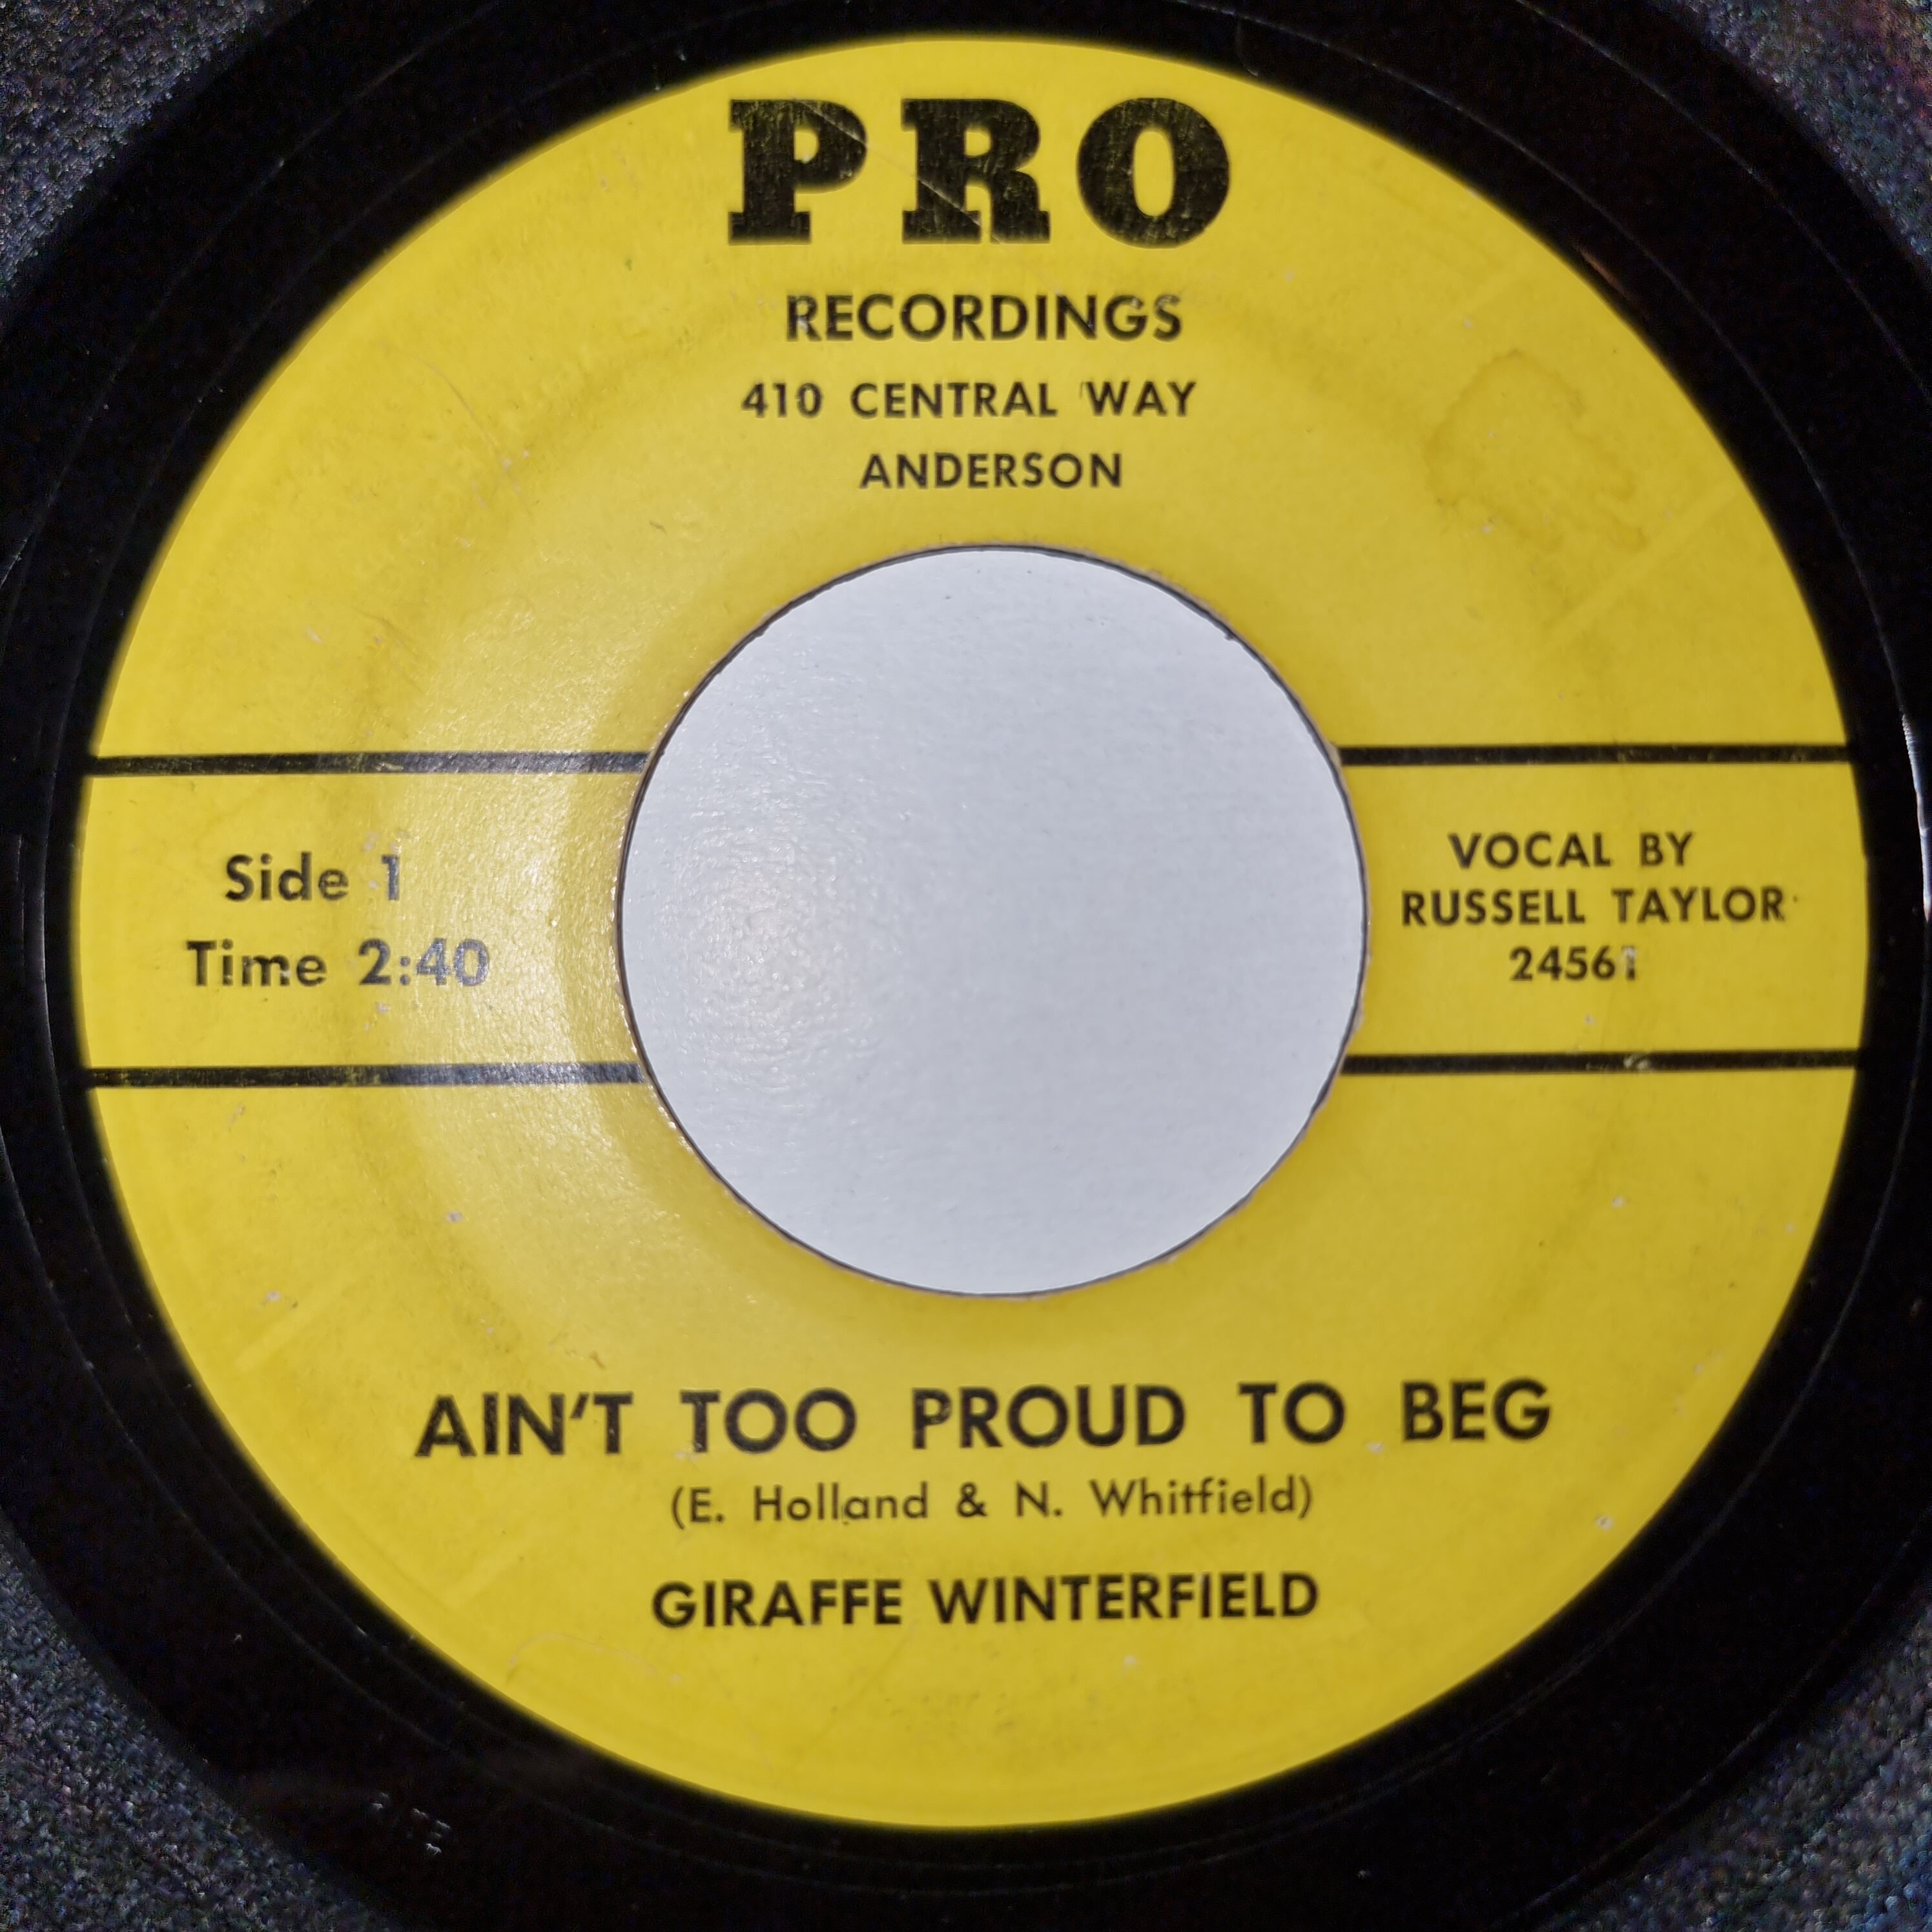 PRO
RECORDINGS
410 CENTRAL WAY
ANDERSON
Side 1
Time 2:40
VOCAL BY
RUSSELL TAYLOR
24561
AIN'T TOO PROUD TO BEG
(E. Holland & N. Whitfield)
GIRAFFE WINTERFIELD